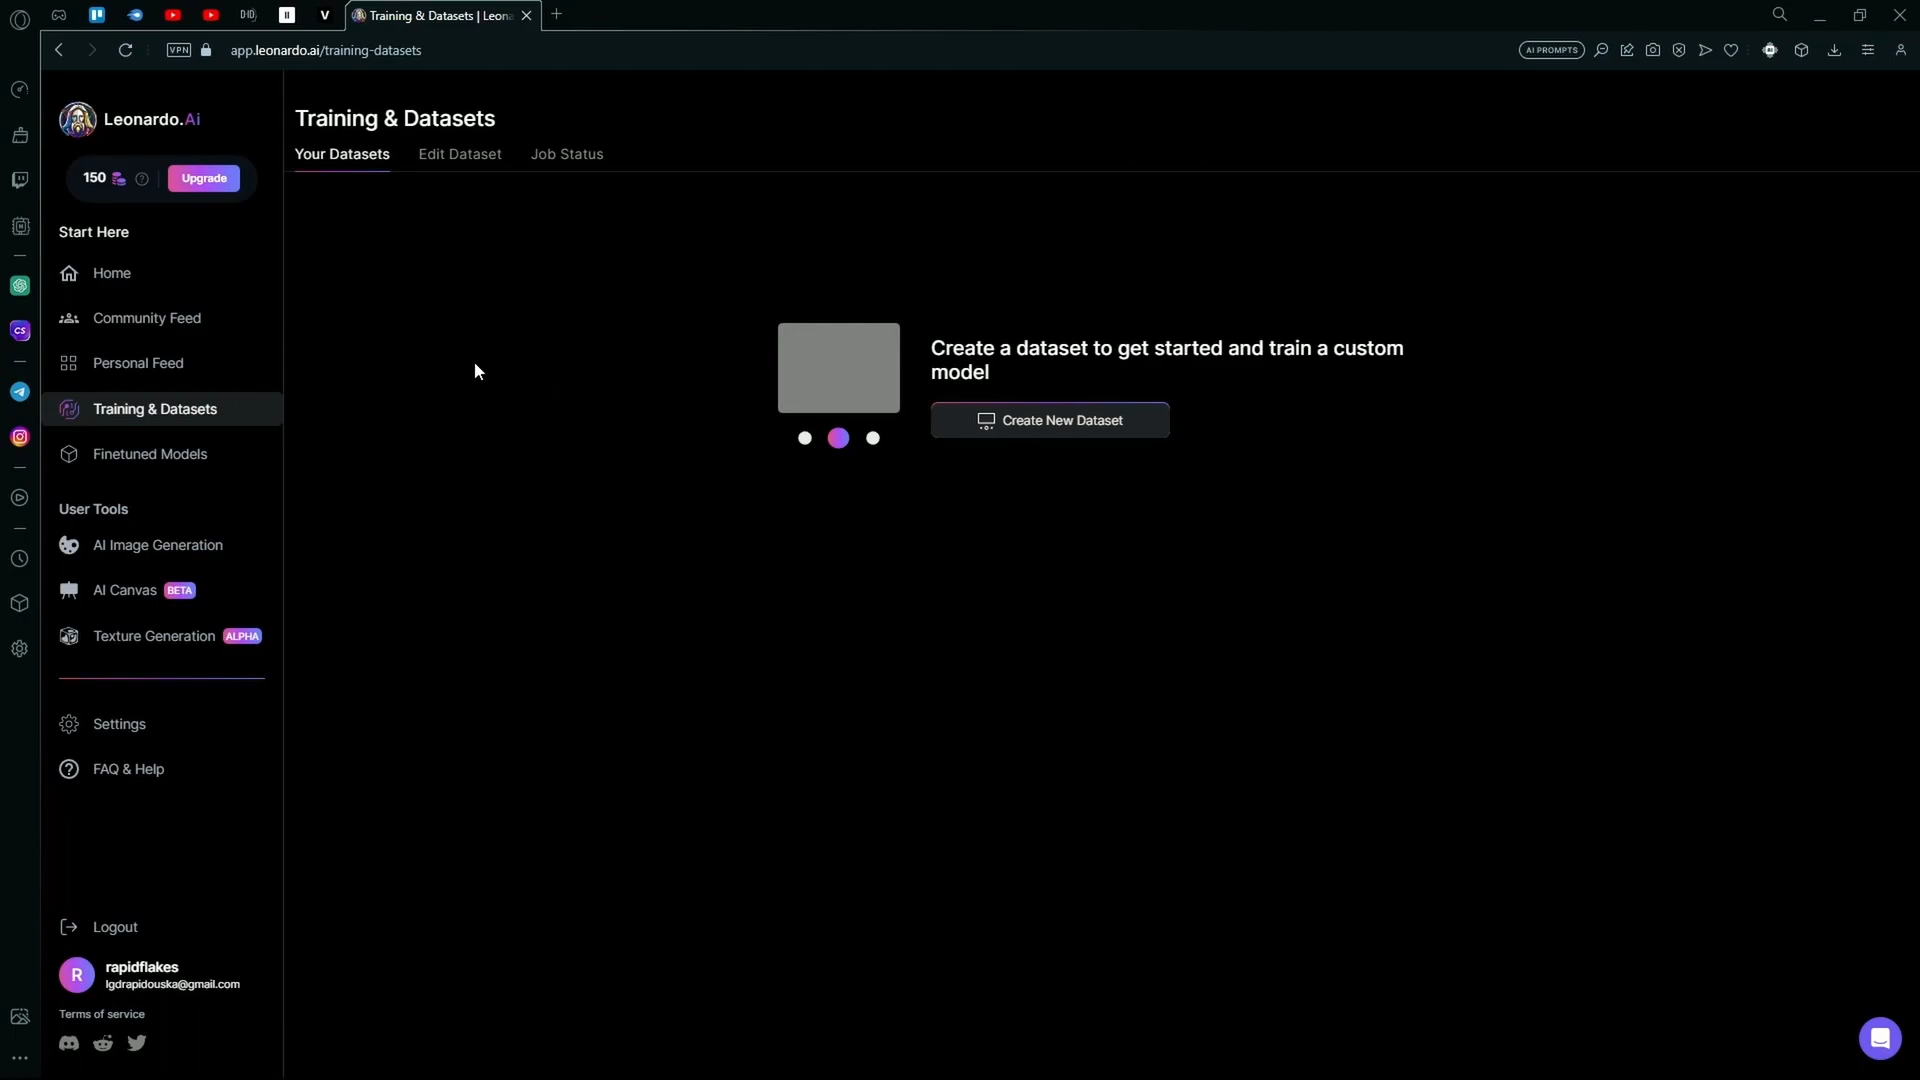 Training & Datasets | Leona
VPN
app.leonardo.ai/training-datasets
AI PROMPTS
Leonardo.Ai
150
Upgrade
Start Here
Home
Community Feed
Personal Feed
Training & Datasets
Finetuned Models
User Tools
AI Image Generation
AI Canvas BETA
Texture Generation ALPHA
Settings
FAQ & Help
Logout
R
rapidflakes
lgdrapidouska@gmail.com
Terms of service
Training & Datasets
Your Datasets Edit Dataset Job Status
Create a dataset to get started and train a custom
model
Create New Dataset
CS